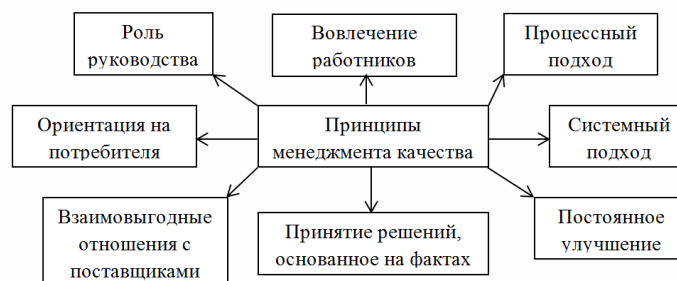 Роль
руководства
Вовлечение
работников
Процессный
подход
Ориентация на
потребителя
Принципы
менеджмента качества
Системный
подход
Взаимовыгодные
отношения с
поставщиками
Принятие решений,
основанное на фактах
Постоянное
улучшение